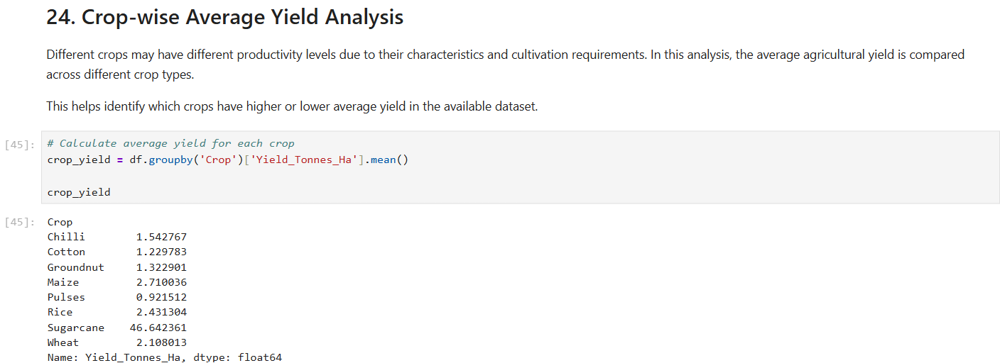 24. Crop-wise Average Yield Analysis
Different crops may have different productivity levels due to their characteristics and cultivation requirements. In this analysis, the average agricultural yield is compared
across different crop types.
This helps identify which crops have higher or lower average yield in the available dataset.
[45]: # Calculate average yield for each crop
crop_yield = df.groupby('Crop')['Yield_Tonnes_Ha'].mean()
crop_yield
[45]: Crop
Chilli 1.542767
Cotton 1.229783
Groundnut 1.322901
Maize 2.710036
Pulses 0.921512
Rice 2.431304
Sugarcane 46.642361
Wheat 2.108013
Name: Yield_Tonnes_Ha, dtype: float64